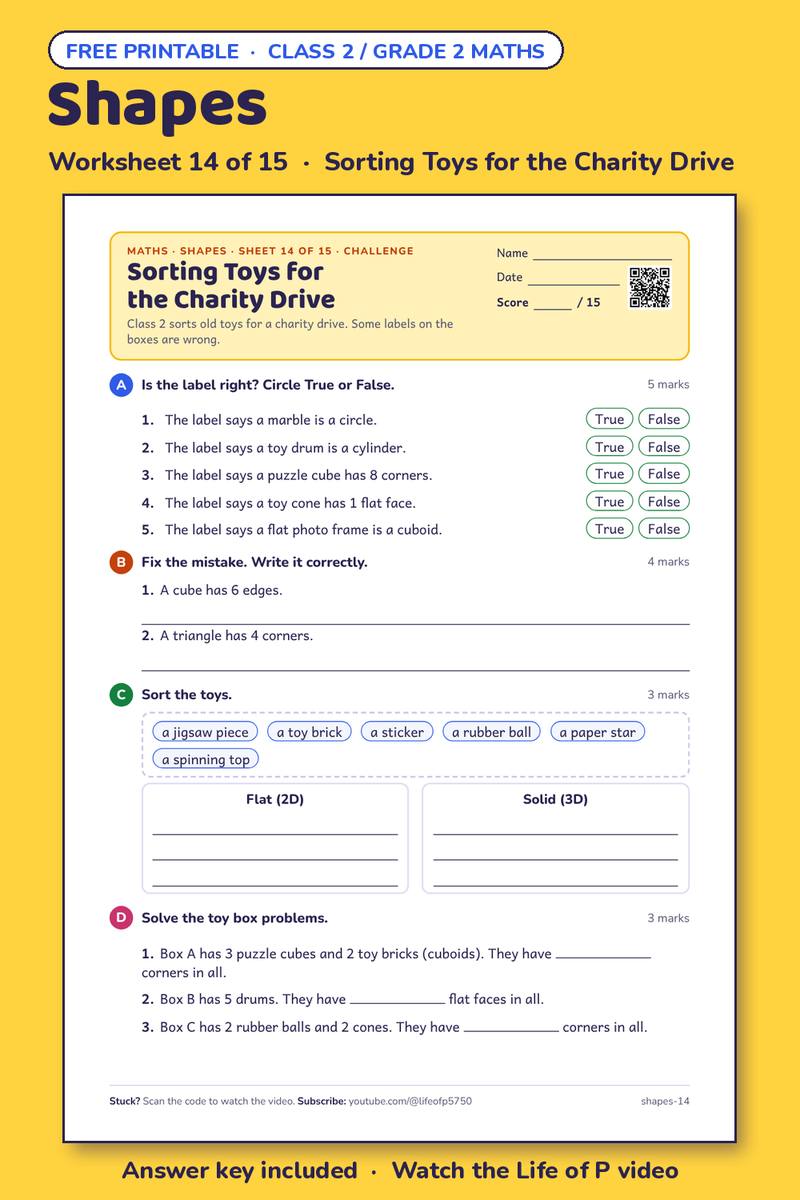 FREE PRINTABLE · CLASS 2 / GRADE 2 MATHS
Shapes
Worksheet 14 of 15 · Sorting Toys for the Charity Drive
MATHS · SHAPES · SHEET 14 OF 15 · CHALLENGE
Sorting Toys for
the Charity Drive
Class 2 sorts old toys for a charity drive. Some labels on the
boxes are wrong.
Name
Date
Score / 15
A Is the label right? Circle True or False. 5 marks
1. The label says a marble is a circle. True False
2. The label says a toy drum is a cylinder. True False
3. The label says a puzzle cube has 8 corners. True False
4. The label says a toy cone has 1 flat face. True False
5. The label says a flat photo frame is a cuboid. True False
B Fix the mistake. Write it correctly. 4 marks
1. A cube has 6 edges.
2. A triangle has 4 corners.
C Sort the toys. 3 marks
a jigsaw piece a toy brick a sticker a rubber ball a paper star
a spinning top
Flat (2D) Solid (3D)
D Solve the toy box problems. 3 marks
1. Box A has 3 puzzle cubes and 2 toy bricks (cuboids). They have
corners in all.
2. Box B has 5 drums. They have flat faces in all.
3. Box C has 2 rubber balls and 2 cones. They have corners in all.
Stuck? Scan the code to watch the video. Subscribe: youtube.com/@lifeofp5750 shapes-14
Answer key included · Watch the Life of P video